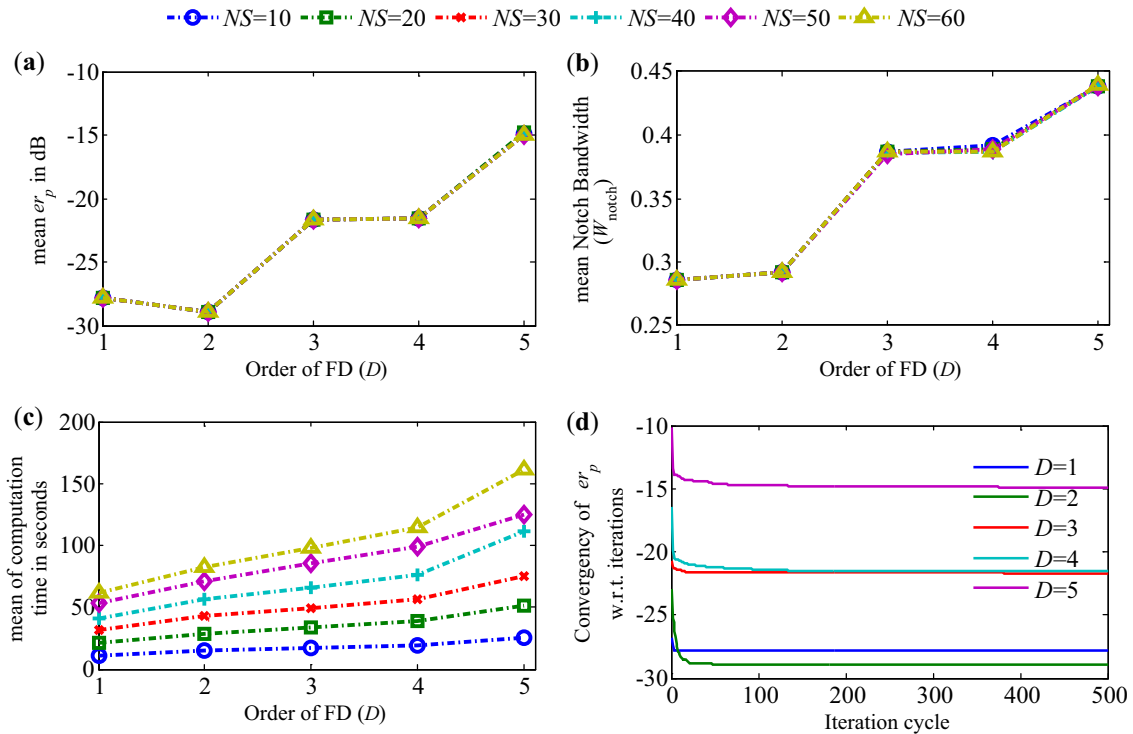 NS=10 NS=20 NS=30 NS=40 NS=50 NS=60
(a)
-10
-15
-20
-25
-30
mean er_p in dB
1 2 3 4 5
Order of FD (D)
(b)
0.45
0.4
0.35
0.3
0.25
mean Notch Bandwidth
(W_notch)
1 2 3 4 5
Order of FD (D)
(c)
200
150
100
50
0
mean of computation
time in seconds
1 2 3 4 5
Order of FD (D)
(d)
-10
-15
-20
-25
-30
Convergency of er_p
w.r.t. iterations
D=1
D=2
D=3
D=4
D=5
0 100 200 300 400 500
Iteration cycle